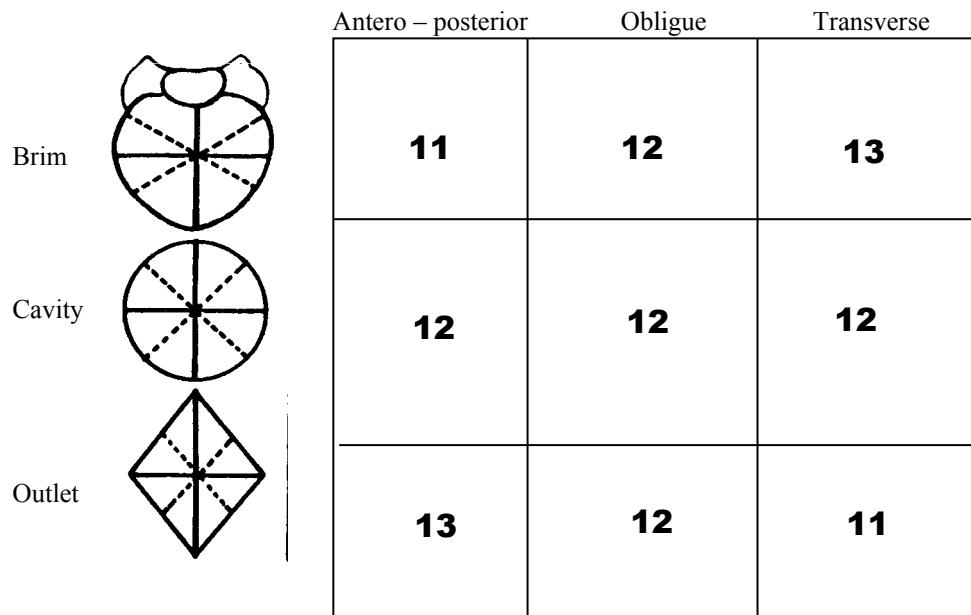 Antero – posterior Obligue Transverse
Brim 11 12 13
Cavity 12 12 12
Outlet 13 12 11